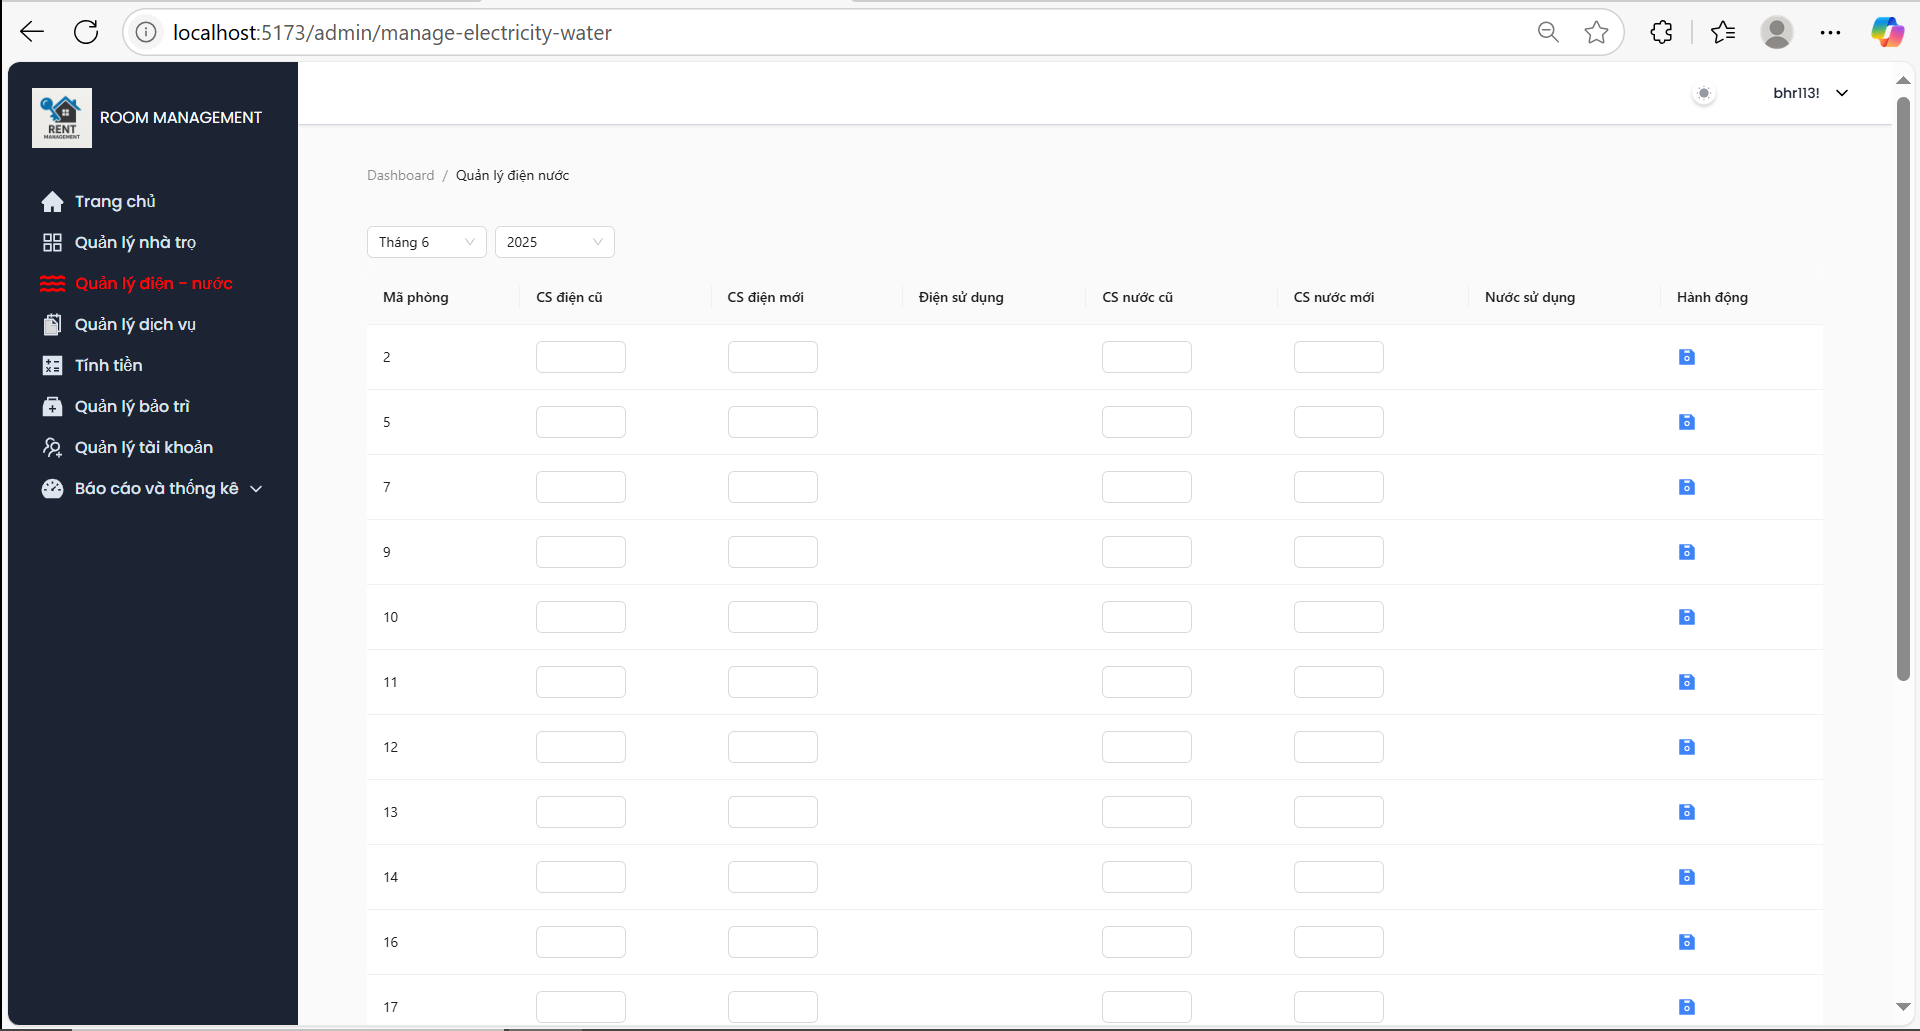 localhost:5173/admin/manage-electricity-water
RENT
MANAGEMENT
ROOM MANAGEMENT
bhr113!
Trang chủ
Quản lý nhà trọ
Quản lý điện - nước
Quản lý dịch vụ
Tính tiền
Quản lý bảo trì
Quản lý tài khoản
Báo cáo và thống kê
Dashboard / Quản lý điện nước
Tháng 6 2025
Mã phòng CS điện cũ CS điện mới Điện sử dụng CS nước cũ CS nước mới Nước sử dụng Hành động
2
5
7
9
10
11
12
13
14
16
17